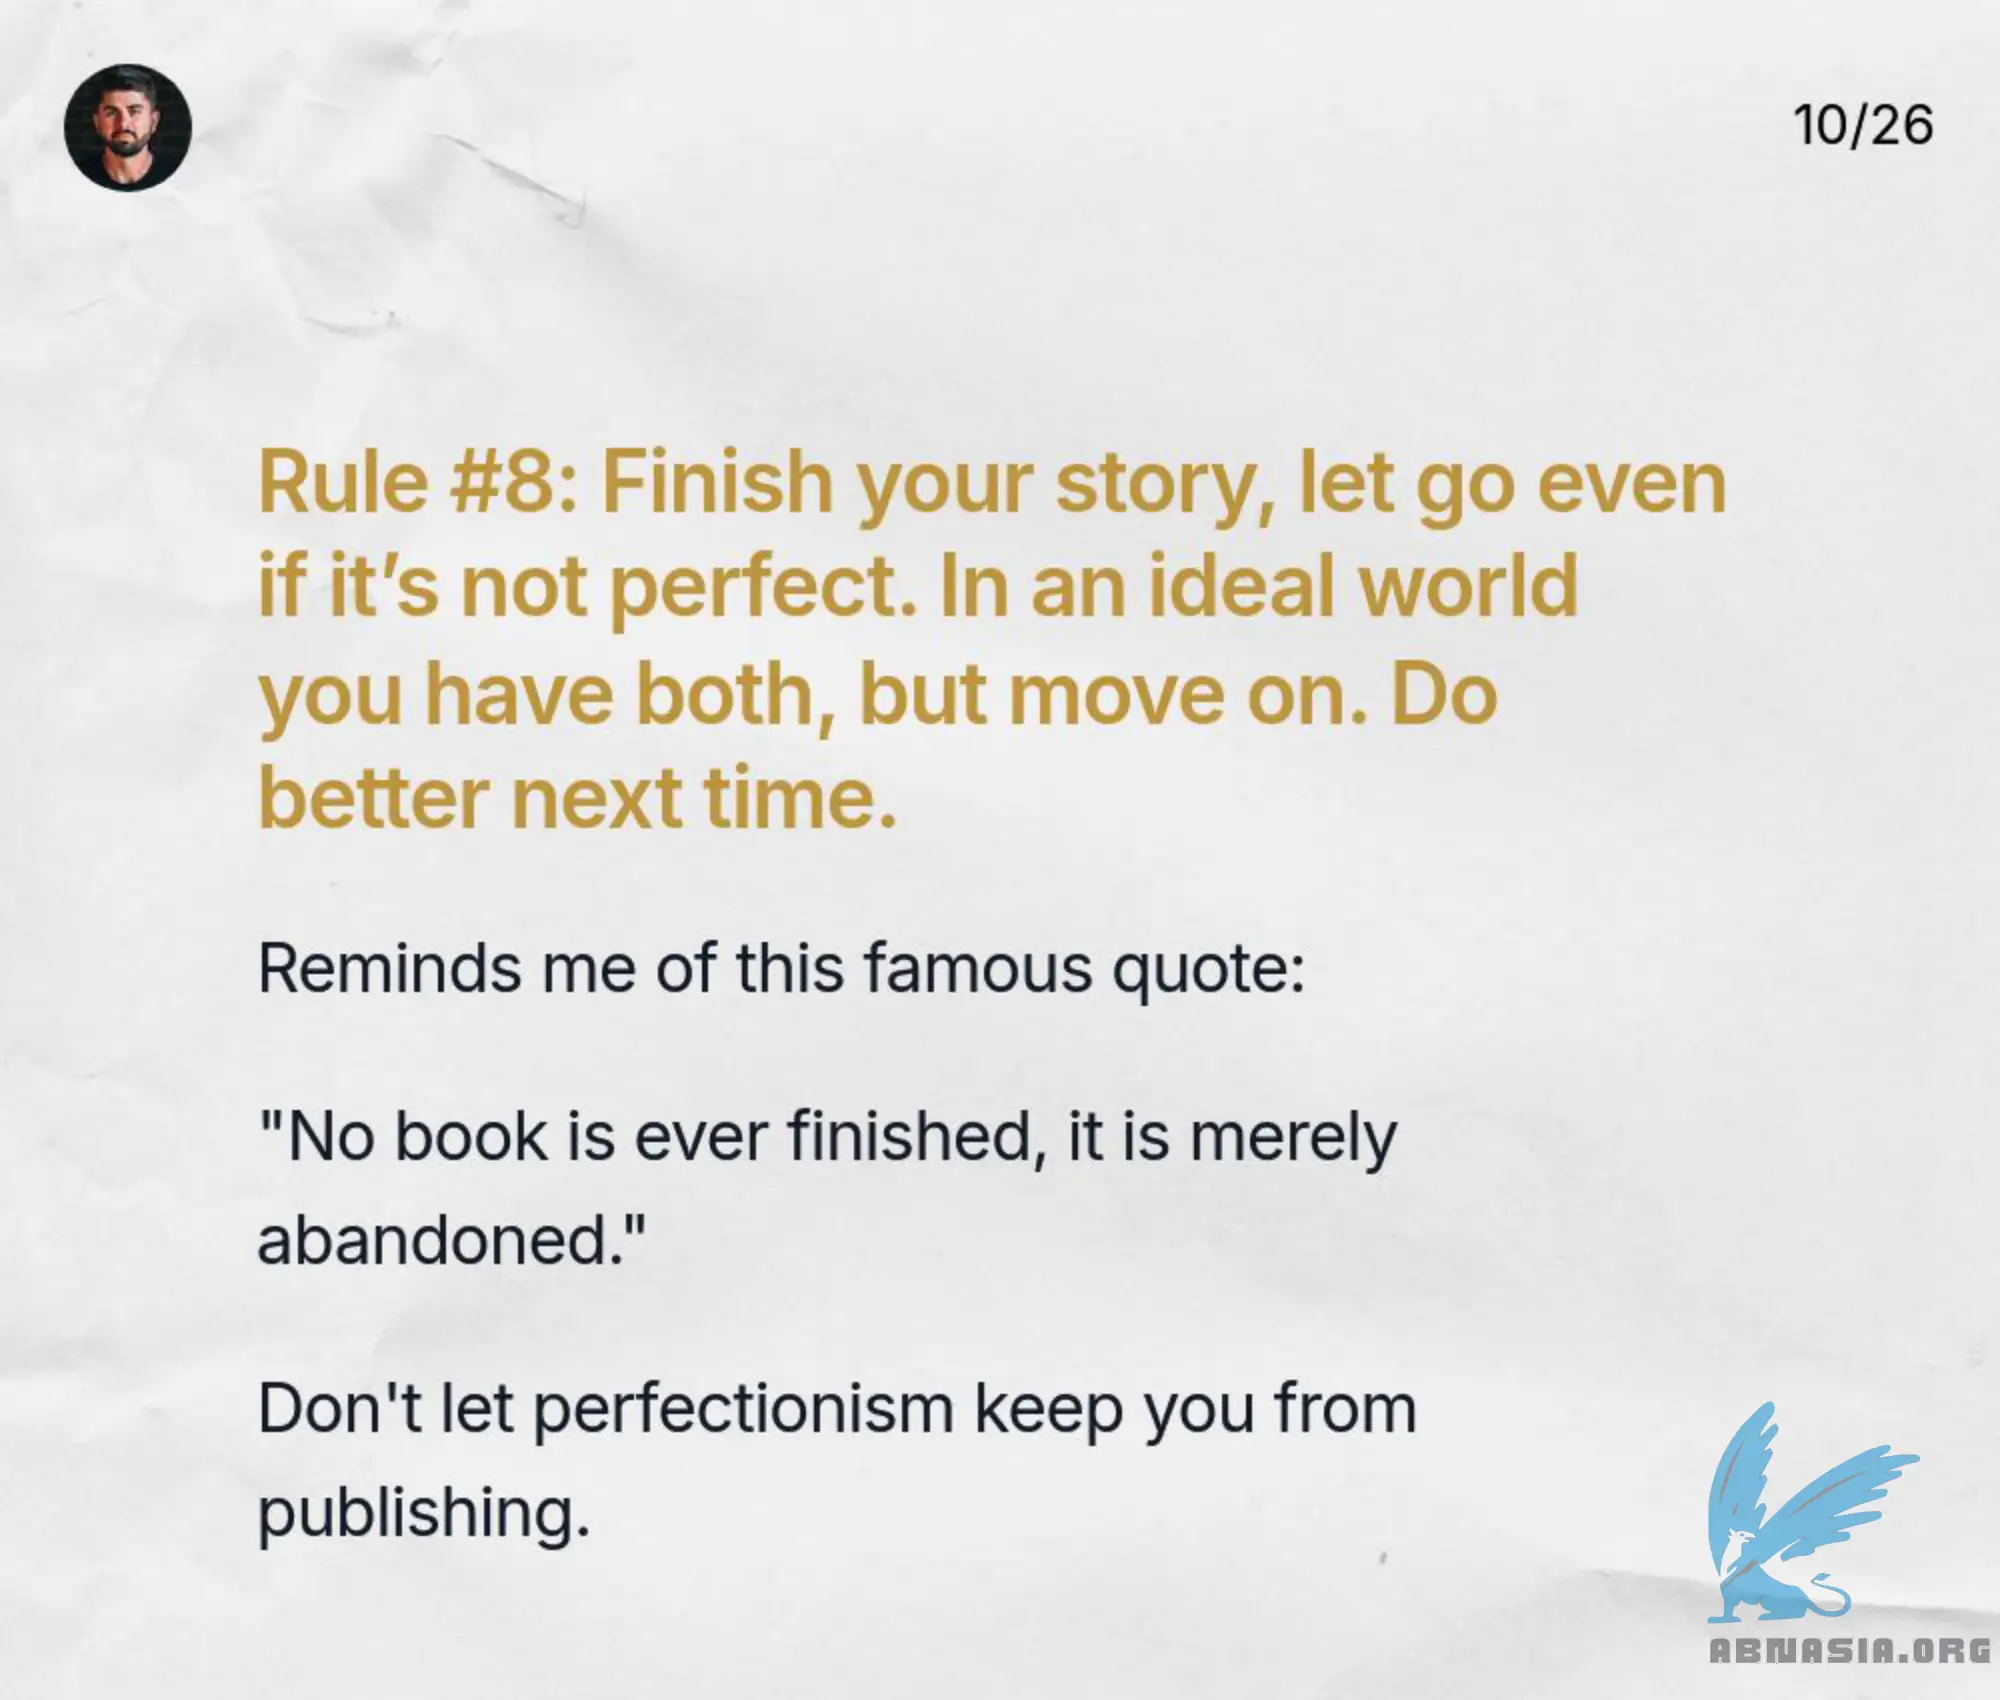 10/26
Rule #8: Finish your story, let go even
if it’s not perfect. In an ideal world
you have both, but move on. Do
better next time.
Reminds me of this famous quote:
"No book is ever finished, it is merely
abandoned."
Don't let perfectionism keep you from
publishing.
ABNASIA.ORG